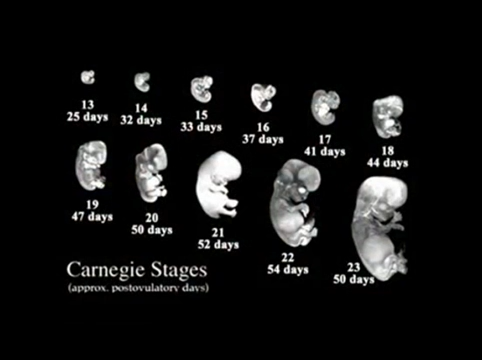 13
25 days
14
32 days
15
33 days
16
37 days
17
41 days
18
44 days
19
47 days
20
50 days
21
52 days
22
54 days
23
50 days
Carnegie Stages
(approx. postovulatory days)